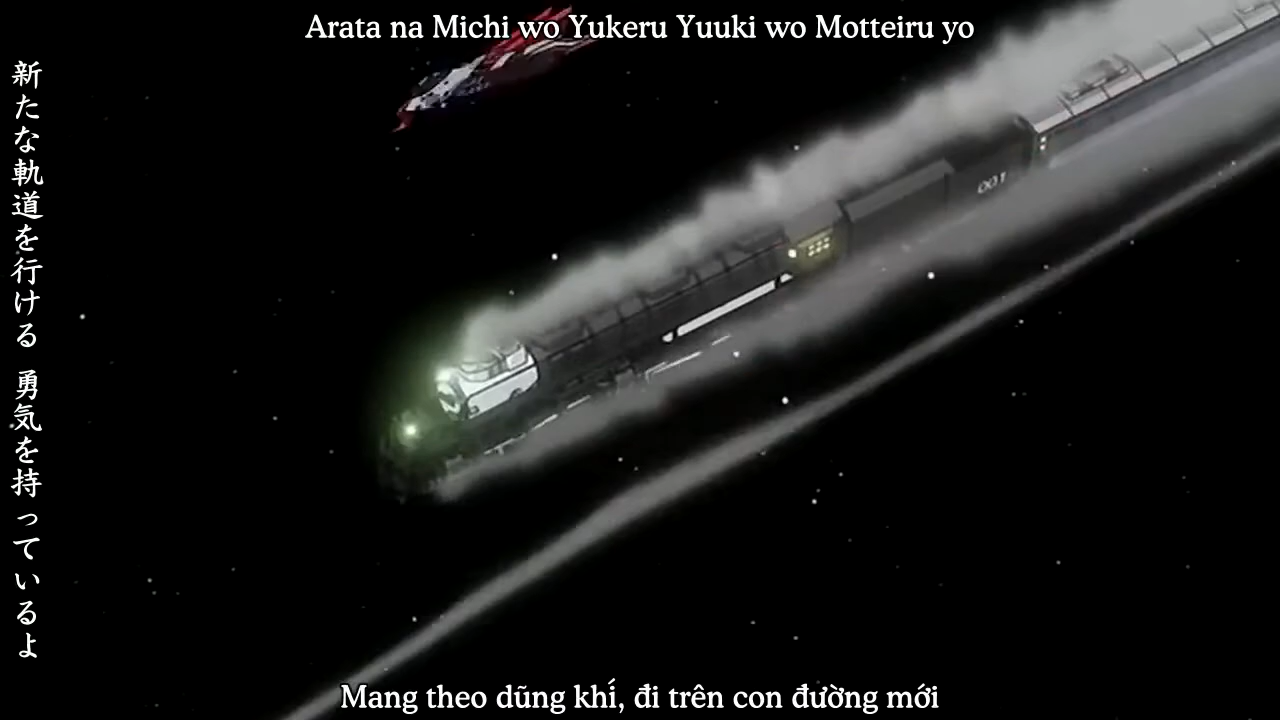 Arata na Michi wo Yukeru Yuuki wo Motteiru yo
新たな軌道を行ける 勇気を持っているよ
001
Mang theo dũng khí, đi trên con đường mới